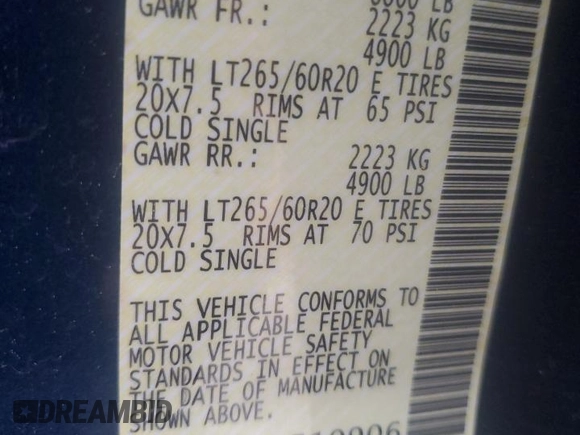 GAWR FR.: 2223 KG
4900 LB
WITH LT265/60R20 E TIRES
20X7.5 RIMS AT 65 PSI
COLD SINGLE
GAWR RR.: 2223 KG
4900 LB
WITH LT265/60R20 E TIRES
20X7.5 RIMS AT 70 PSI
COLD SINGLE
THIS VEHICLE CONFORMS TO
ALL APPLICABLE FEDERAL
MOTOR VEHICLE SAFETY
STANDARDS IN EFFECT ON
THE DATE OF MANUFACTURE
SHOWN ABOVE.
DREAMBID